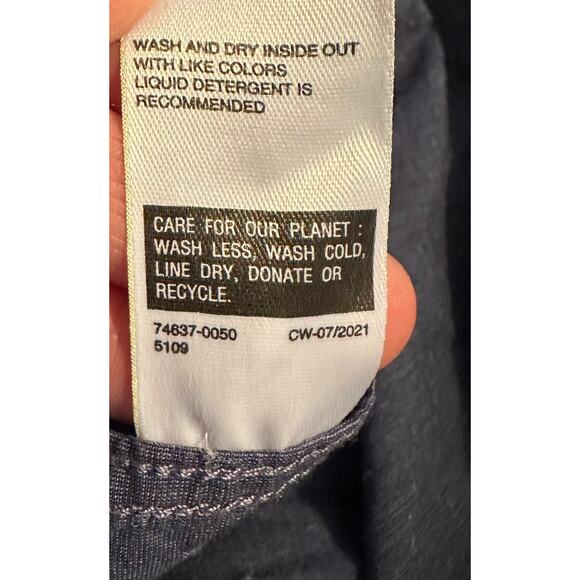 WASH AND DRY INSIDE OUT
WITH LIKE COLORS
LIQUID DETERGENT IS
RECOMMENDED
CARE FOR OUR PLANET :
WASH LESS, WASH COLD,
LINE DRY, DONATE OR
RECYCLE.
74637-0050 CW-07/2021
5109